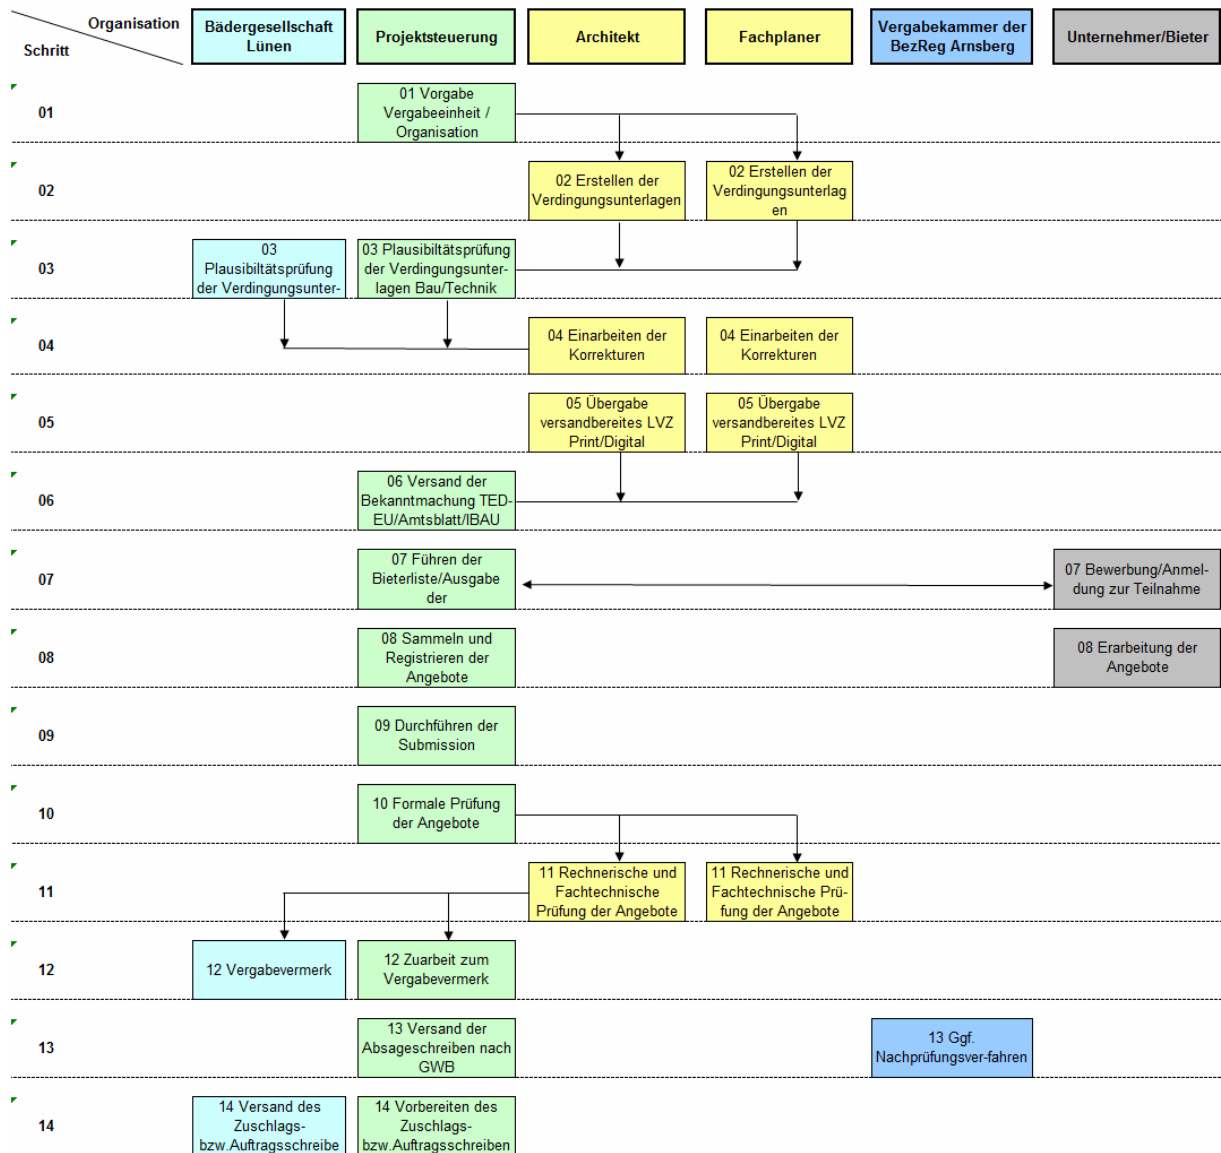 Organisation
Schritt
Bädergesellschaft
Lünen
Projektsteuerung
Architekt
Fachplaner
Vergabekammer der
BezReg Arnsberg
Unternehmer/Bieter
01
01 Vorgabe
Vergabeeinheit /
Organisation
02
02 Erstellen der
Verdingungsunterlagen
02 Erstellen der
Verdingungsunterlag
en
03
03
Plausibiltätsprüfung
der Verdingungsunter-
03 Plausibiltätsprüfung
der Verdingungsunter-
lagen Bau/Technik
04
04 Einarbeiten der
Korrekturen
04 Einarbeiten der
Korrekturen
05
05 Übergabe
versandbereites LVZ
Print/Digital
05 Übergabe
versandbereites LVZ
Print/Digital
06
06 Versand der
Bekanntmachung TED-
EU/Amtsblatt/IBAU
07
07 Führen der
Bieterliste/Ausgabe
der
07 Bewerbung/Anmel-
dung zur Teilnahme
08
08 Sammeln und
Registrieren der
Angebote
08 Erarbeitung der
Angebote
09
09 Durchführen der
Submission
10
10 Formale Prüfung
der Angebote
11
11 Rechnerische und
Fachtechnische
Prüfung der Angebote
11 Rechnerische und
Fachtechnische Prü-
fung der Angebote
12
12 Vergabevermerk
12 Zuarbeit zum
Vergabevermerk
13
13 Versand der
Absageschreiben nach
GWB
13 Ggf.
Nachprüfungsver-fahren
14
14 Versand des
Zuschlags-
bzw.Auftragsschreibe
14 Vorbereiten des
Zuschlags-
bzw.Auftragsschreiben